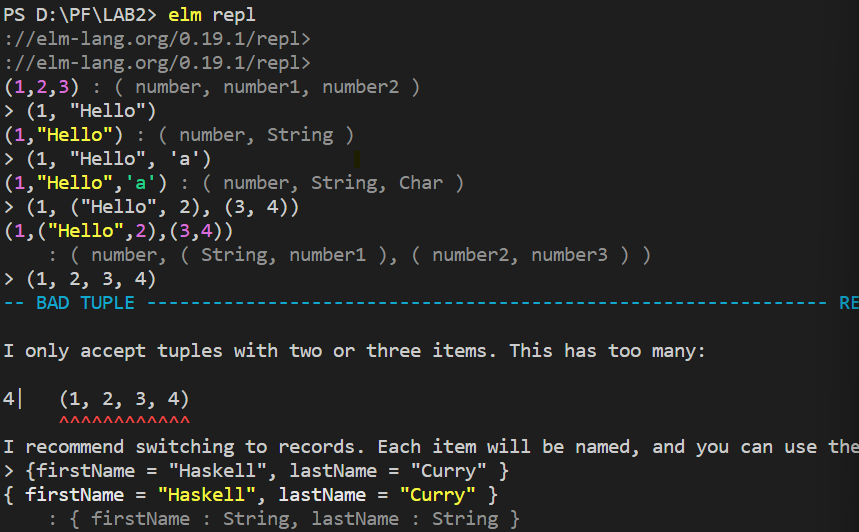 PS D:\PF\LAB2> elm repl
://elm-lang.org/0.19.1/repl>
://elm-lang.org/0.19.1/repl>
(1,2,3) : ( number, number1, number2 )
> (1, "Hello")
(1,"Hello") : ( number, String )
> (1, "Hello", 'a')
(1,"Hello",'a') : ( number, String, Char )
> (1, ("Hello", 2), (3, 4))
(1,("Hello",2),(3,4))
    : ( number, ( String, number1 ), ( number2, number3 ) )
> (1, 2, 3, 4)
-- BAD TUPLE -------------------------------------------------------------- RE
I only accept tuples with two or three items. This has too many:
4|   (1, 2, 3, 4)
     ^^^^^^^^^^^^
I recommend switching to records. Each item will be named, and you can use the
> {firstName = "Haskell", lastName = "Curry" }
{ firstName = "Haskell", lastName = "Curry" }
    : { firstName : String, lastName : String }